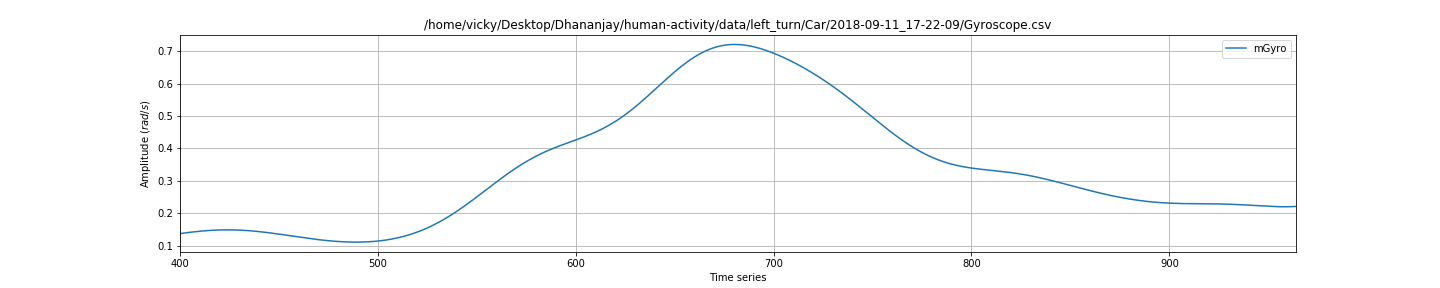 /home/vicky/Desktop/Dhananjay/human-activity/data/left_turn/Car/2018-09-11_17-22-09/Gyroscope.csv
mGyro
Amplitude (rad/s)
0.7
0.6
0.5
0.4
0.3
0.2
0.1
400 500 600 700 800 900
Time series